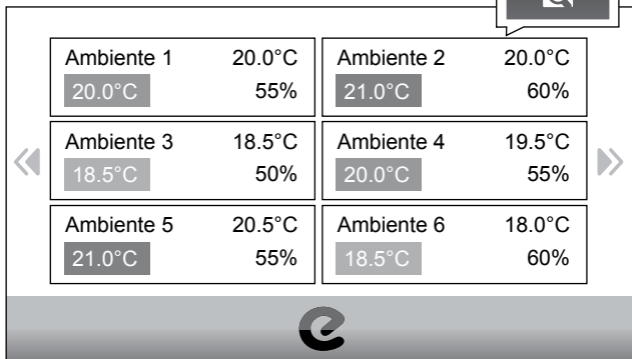 Ambiente 1 20.0°C
20.0°C 55%
Ambiente 2 20.0°C
21.0°C 60%
Ambiente 3 18.5°C
18.5°C 50%
Ambiente 4 19.5°C
20.0°C 55%
Ambiente 5 20.5°C
21.0°C 55%
Ambiente 6 18.0°C
18.5°C 60%
e